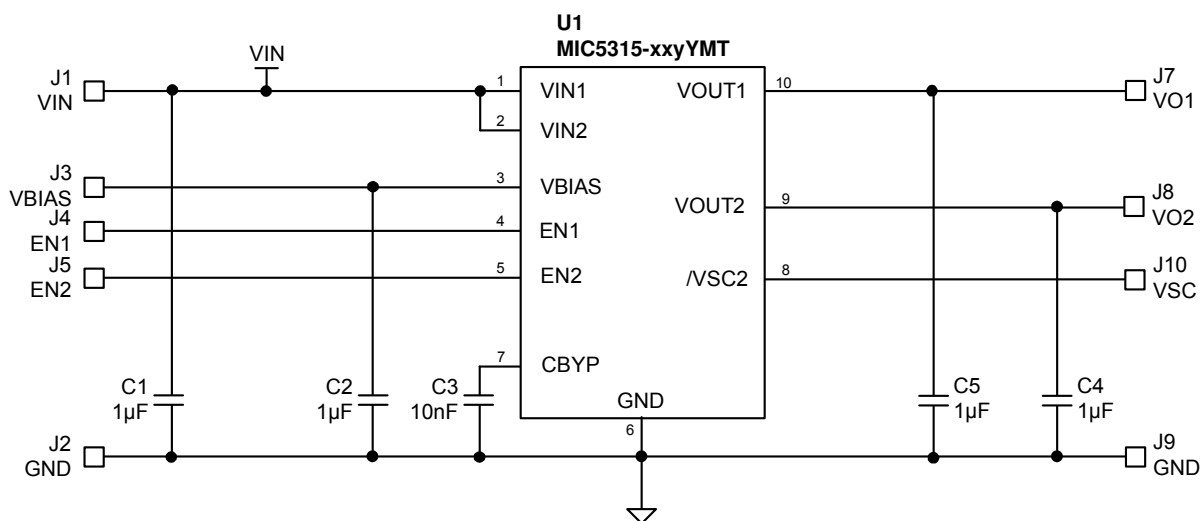 U1
MIC5315-xxyYMT
VIN
J1
VIN
1
VIN1
VOUT1
10
J7
VO1
2
VIN2
J3
VBIAS
3
VBIAS
J4
EN1
4
EN1
VOUT2
9
J8
VO2
J5
EN2
5
EN2
/VSC2
8
J10
VSC
7
CBYP
C1
1µF
C2
1µF
C3
10nF
GND
6
C5
1µF
C4
1µF
J2
GND
J9
GND